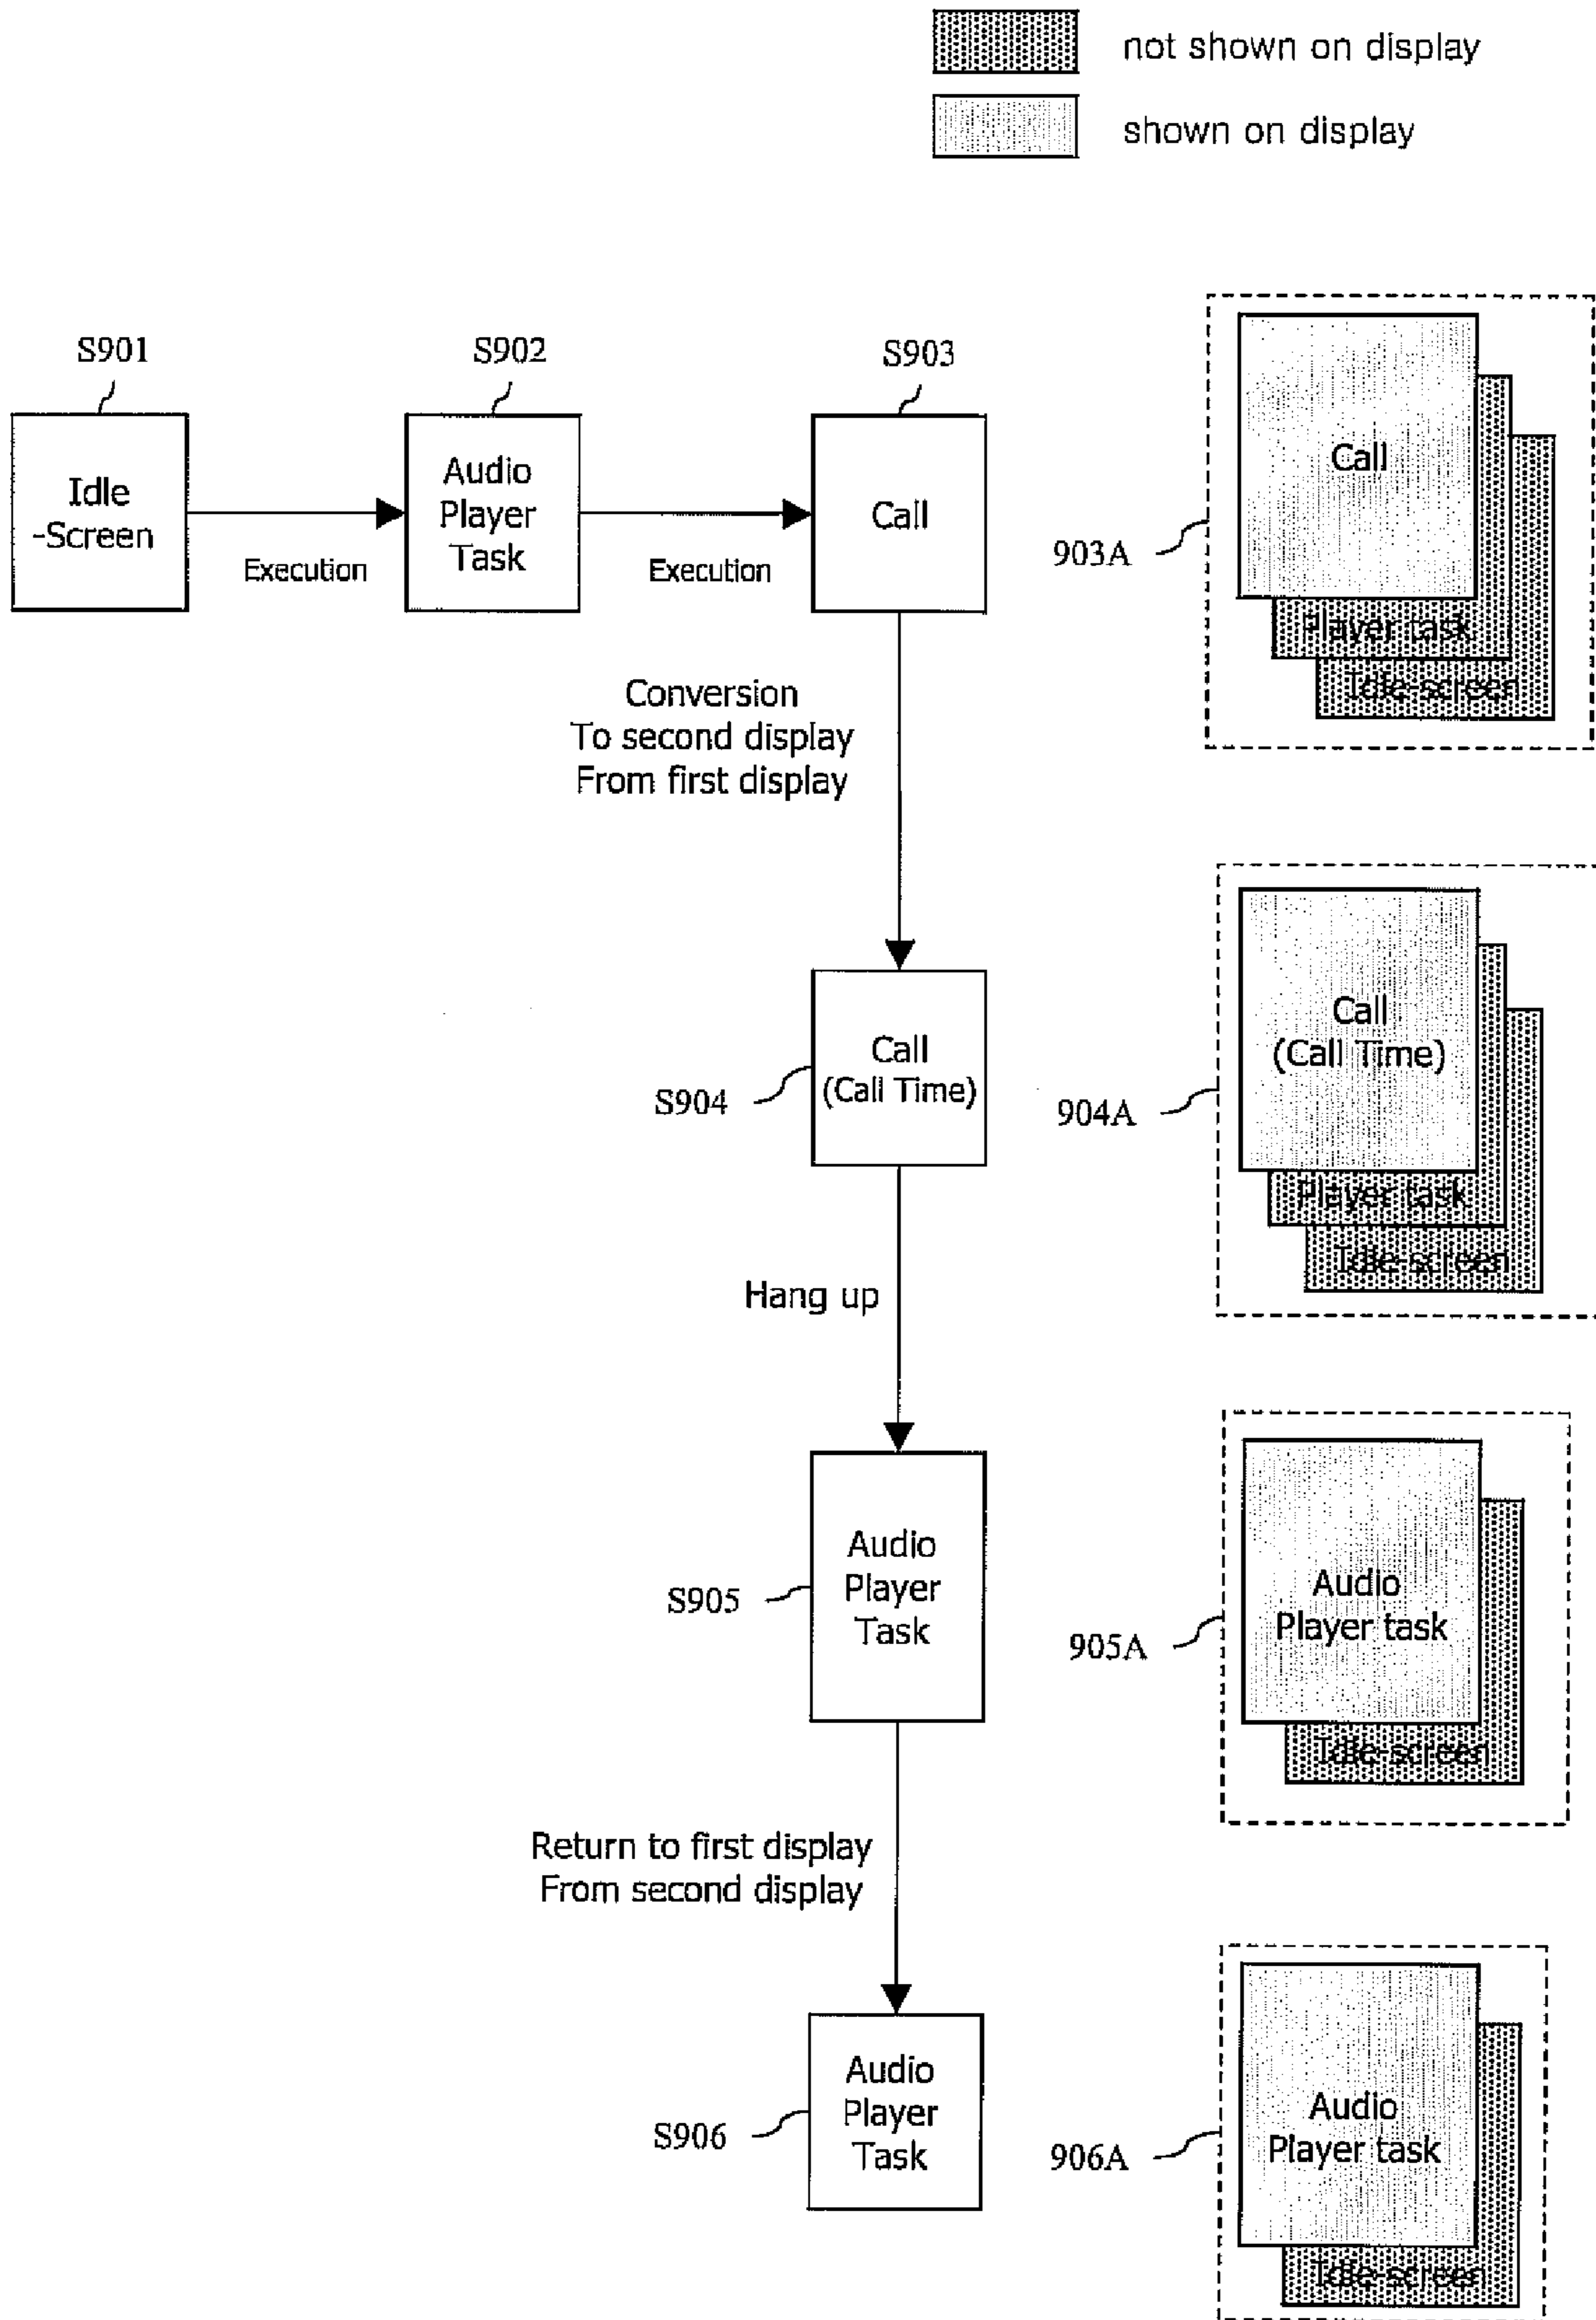 not shown on display
shown on display
S901
S902
S903
Idle
-Screen
Execution
Audio
Player
Task
Execution
Call
903A
Call
Player task
Idle-screen
Conversion
To second display
From first display
S904
Call
(Call Time)
904A
Call
(Call Time)
Player task
Idle-screen
Hang up
S905
Audio
Player
Task
905A
Audio
Player task
Idle-screen
Return to first display
From second display
S906
Audio
Player
Task
906A
Audio
Player task
Idle-screen